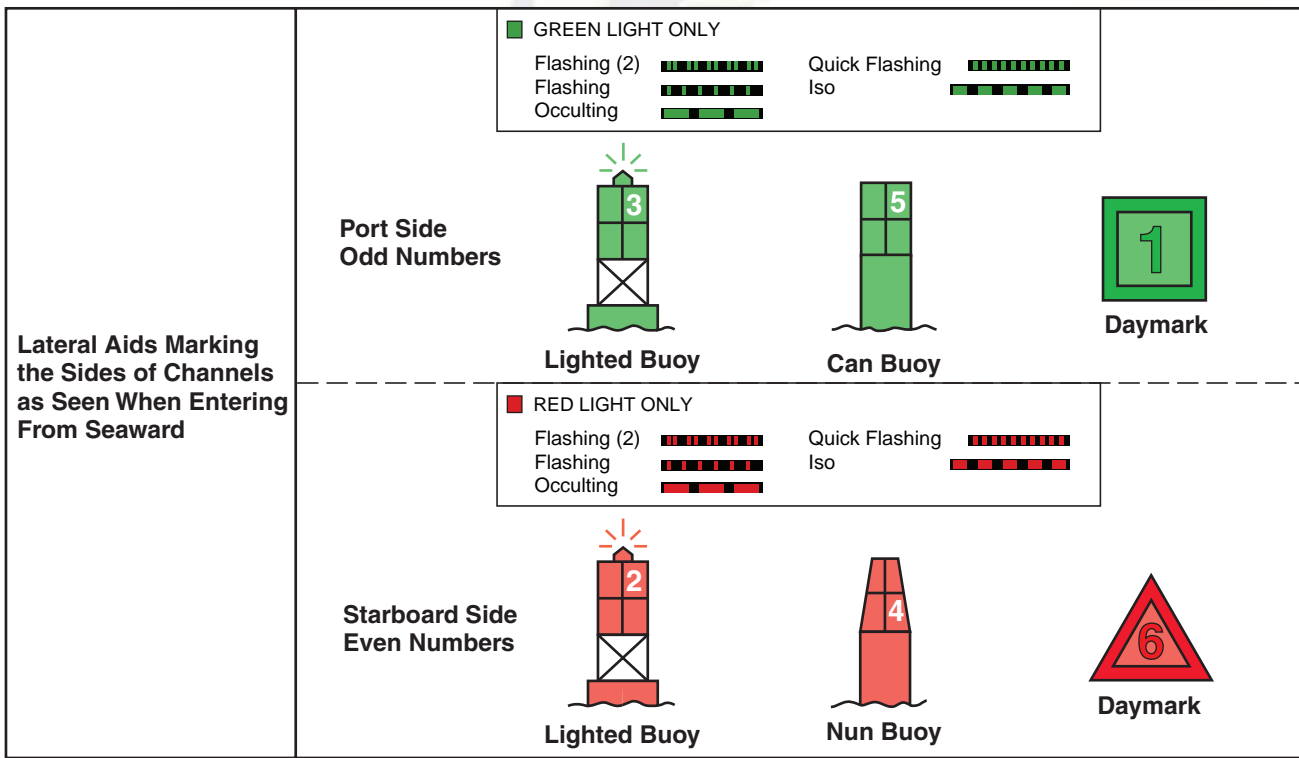 GREEN LIGHT ONLY
Flashing (2)
Quick Flashing
Flashing
Iso
Occulting
Port Side
Odd Numbers
3
5
1
Lighted Buoy
Can Buoy
Daymark
Lateral Aids Marking
the Sides of Channels
as Seen When Entering
From Seaward
RED LIGHT ONLY
Flashing (2)
Quick Flashing
Flashing
Iso
Occulting
Starboard Side
Even Numbers
2
4
6
Lighted Buoy
Nun Buoy
Daymark